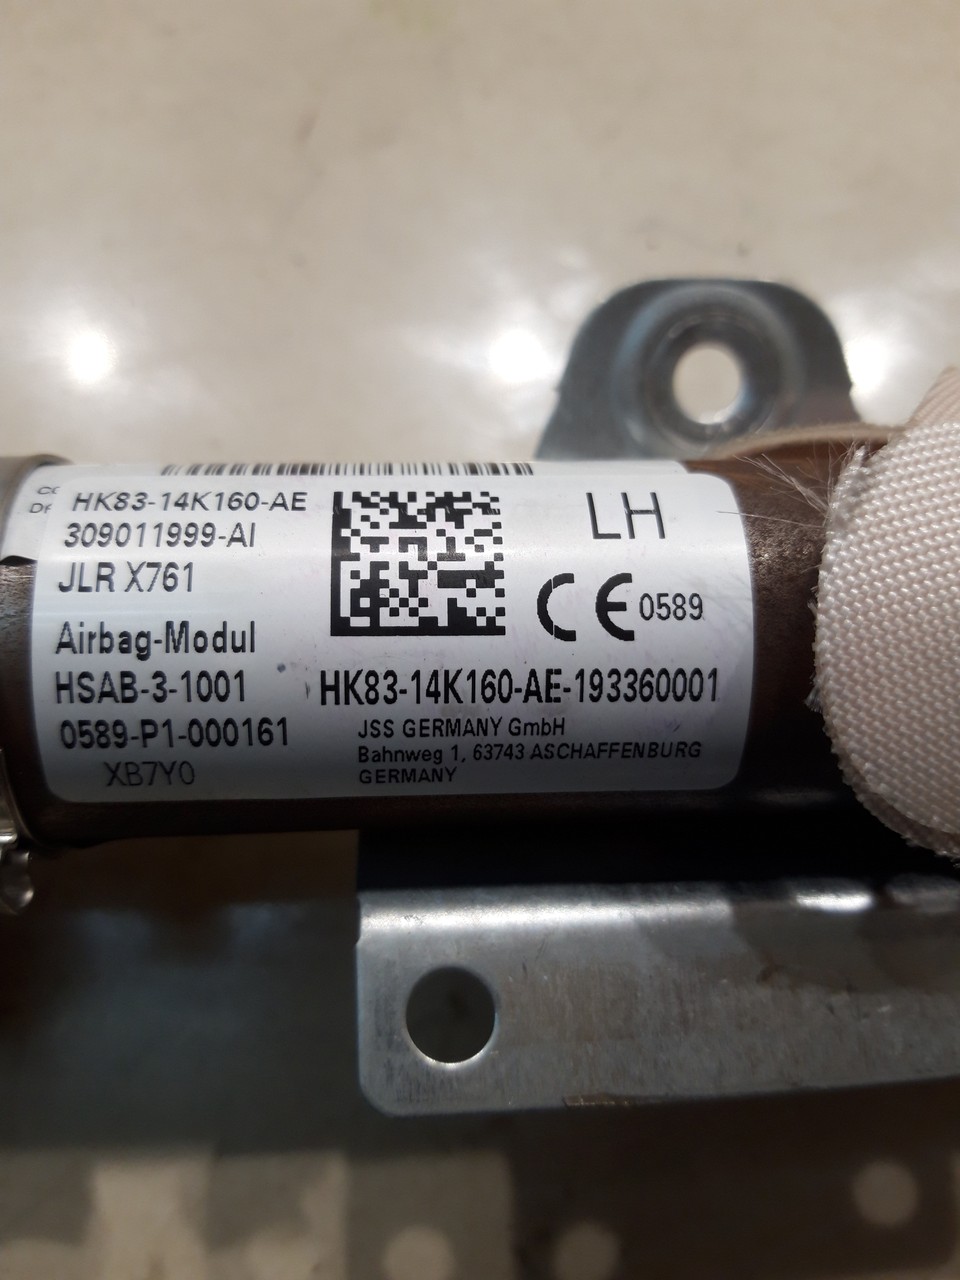 HK83-14K160-AE
309011999-AI
JLR X761
Airbag-Modul
HSAB-3-1001
0589-P1-000161
XB7Y0
LH
CE 0589
HK83-14K160-AE-193360001
JSS GERMANY GmbH
Bahnweg 1, 63743 ASCHAFFENBURG
GERMANY